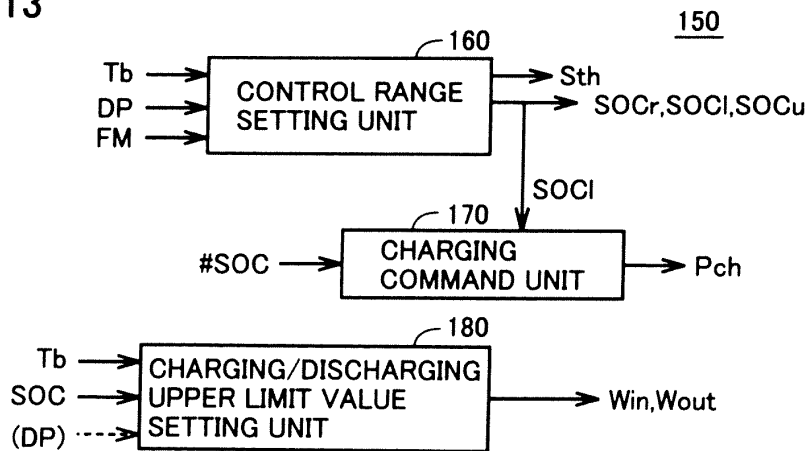 13
150
160
Tb
DP
FM
CONTROL RANGE
SETTING UNIT
Sth
SOCr,SOCl,SOCu
SOCl
170
#SOC
CHARGING
COMMAND UNIT
Pch
180
Tb
SOC
(DP)
CHARGING/DISCHARGING
UPPER LIMIT VALUE
SETTING UNIT
Win,Wout